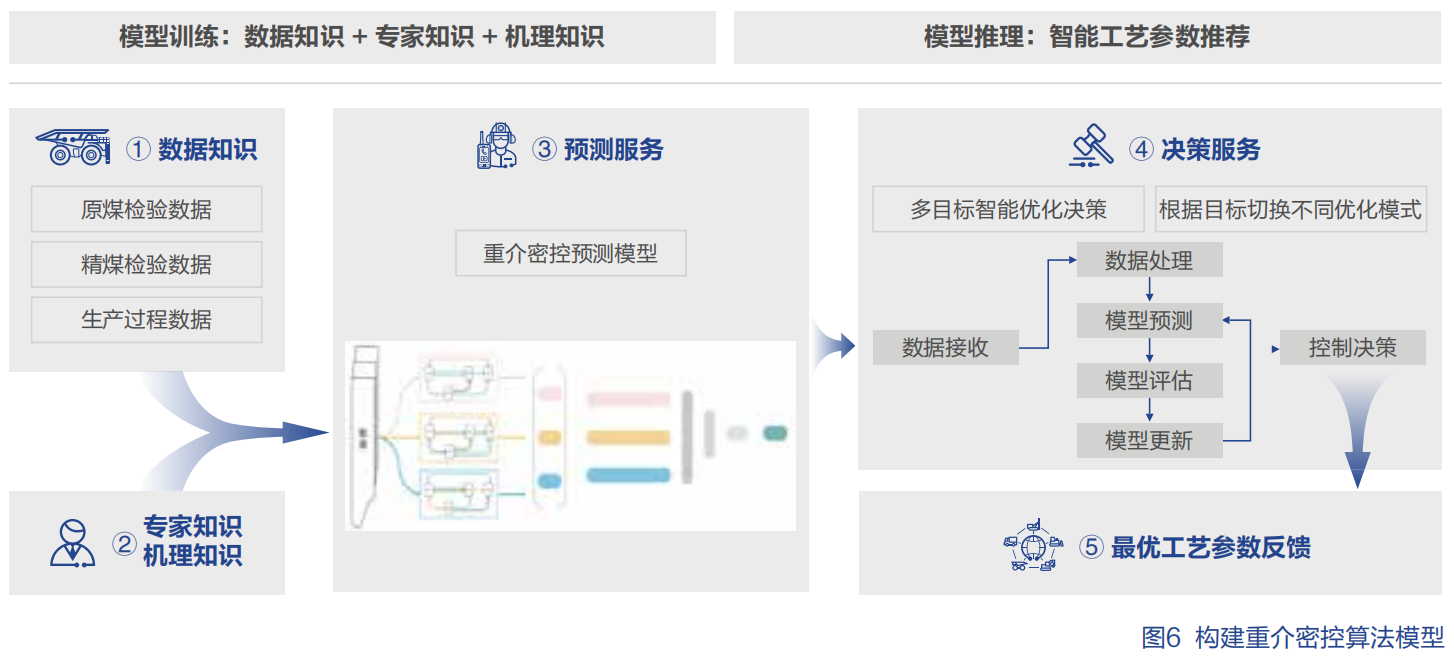 模型训练：数据知识 + 专家知识 + 机理知识
模型推理：智能工艺参数推荐
① 数据知识
原煤检验数据
精煤检验数据
生产过程数据
② 专家知识
机理知识
③ 预测服务
重介密控预测模型
④ 决策服务
多目标智能优化决策
根据目标切换不同优化模式
数据接收
数据处理
模型预测
模型评估
模型更新
控制决策
⑤ 最优工艺参数反馈
图6 构建重介密控算法模型